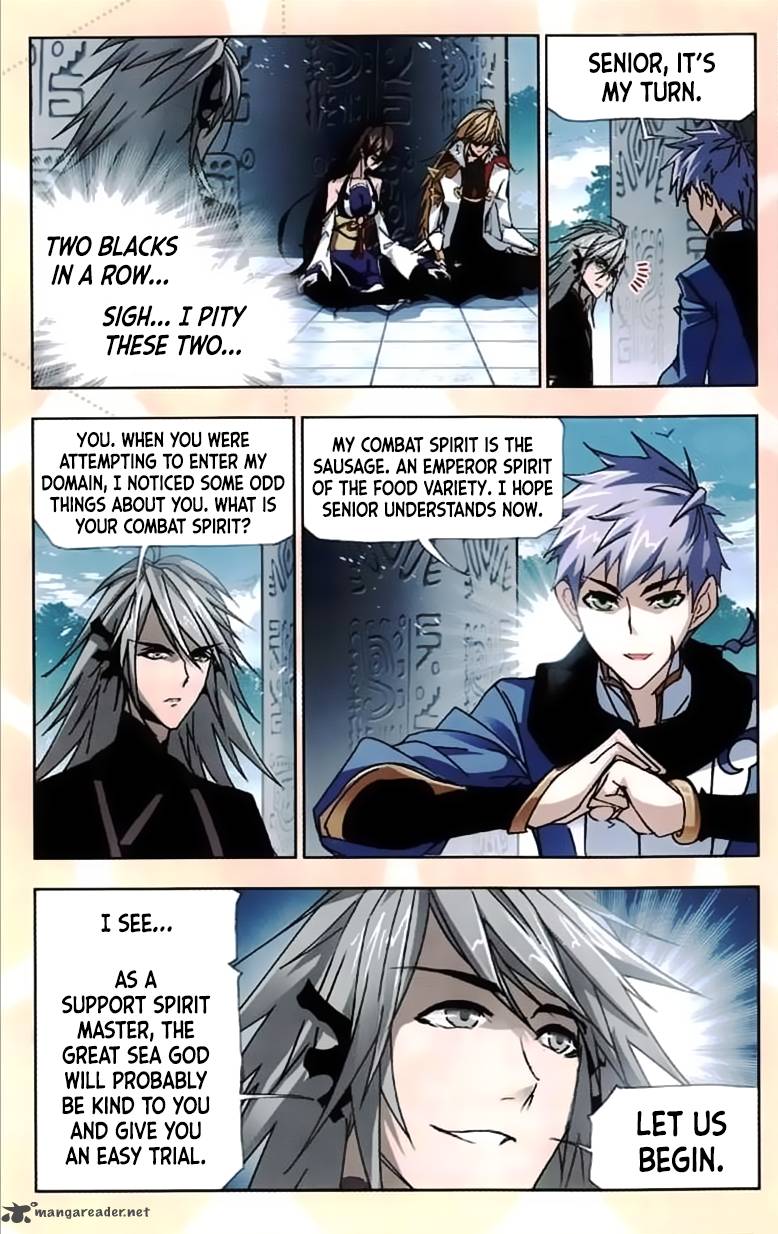 TWO BLACKS
IN A ROW...
SIGH... I PITY
THESE TWO...
SENIOR, IT'S
MY TURN.
YOU. WHEN YOU WERE
ATTEMPTING TO ENTER MY
DOMAIN, I NOTICED SOME ODD
THINGS ABOUT YOU. WHAT IS
YOUR COMBAT SPIRIT?
MY COMBAT SPIRIT IS THE
SAUSAGE. AN EMPEROR SPIRIT
OF THE FOOD VARIETY. I HOPE
SENIOR UNDERSTANDS NOW.
I SEE...
AS A
SUPPORT SPIRIT
MASTER, THE
GREAT SEA GOD
WILL PROBABLY
BE KIND TO YOU
AND GIVE YOU
AN EASY TRIAL.
LET US
BEGIN.
mangareader.net